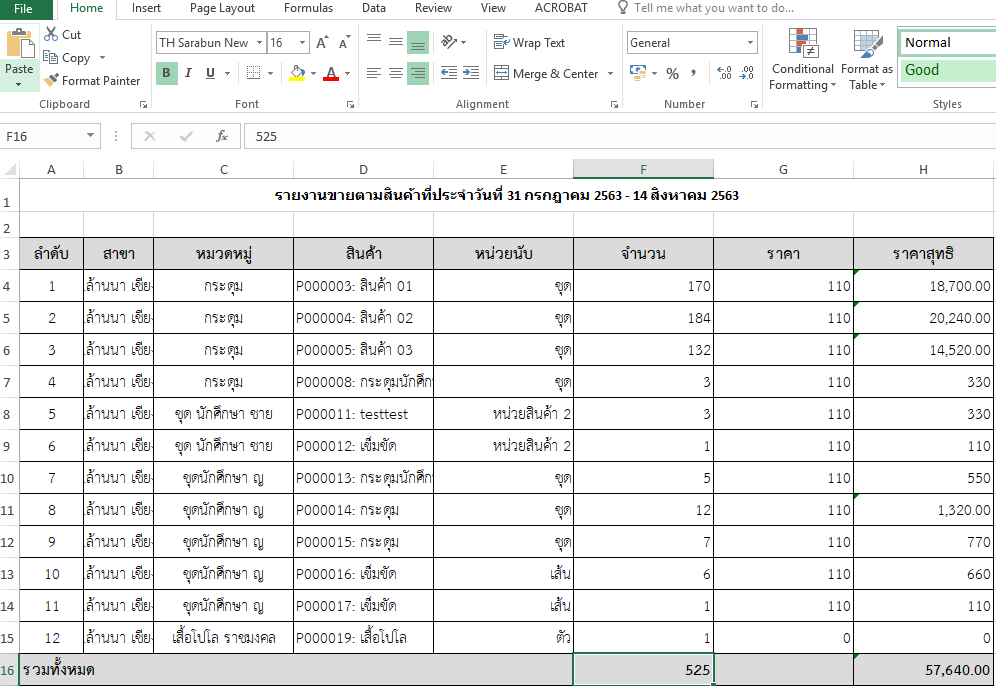 File Home Insert Page Layout Formulas Data Review View ACROBAT Tell me what you want to do...
Paste Cut Copy Format Painter
Clipboard
TH Sarabun New 16 A A
B I U A
Font
Wrap Text
Merge & Center
Alignment
General
% , .00 .0
Number
Conditional Formatting Format as Table
Normal
Good
Styles
F16 fx 525
A B C D E F G H
1 รายงานขายตามสินค้าที่ประจำวันที่ 31 กรกฎาคม 2563 - 14 สิงหาคม 2563
2
3 ลำดับ สาขา หมวดหมู่ สินค้า หน่วยนับ จำนวน ราคา ราคาสุทธิ
4 1 ล้านนา เชีย กระดุม P000003: สินค้า 01 ชุด 170 110 18,700.00
5 2 ล้านนา เชีย กระดุม P000004: สินค้า 02 ชุด 184 110 20,240.00
6 3 ล้านนา เชีย กระดุม P000005: สินค้า 03 ชุด 132 110 14,520.00
7 4 ล้านนา เชีย กระดุม P000008: กระดุมนักศึก ชุด 3 110 330
8 5 ล้านนา เชีย ชุด นักศึกษา ชาย P000011: testtest หน่วยสินค้า 2 3 110 330
9 6 ล้านนา เชีย ชุด นักศึกษา ชาย P000012: เข็มขัด หน่วยสินค้า 2 1 110 110
10 7 ล้านนา เชีย ชุดนักศึกษา ญ P000013: กระดุมนักศึก ชุด 5 110 550
11 8 ล้านนา เชีย ชุดนักศึกษา ญ P000014: กระดุม ชุด 12 110 1,320.00
12 9 ล้านนา เชีย ชุดนักศึกษา ญ P000015: กระดุม ชุด 7 110 770
13 10 ล้านนา เชีย ชุดนักศึกษา ญ P000016: เข็มขัด เส้น 6 110 660
14 11 ล้านนา เชีย ชุดนักศึกษา ญ P000017: เข็มขัด เส้น 1 110 110
15 12 ล้านนา เชีย เสื้อโปโล ราชมงคล P000019: เสื้อโปโล ตัว 1 0 0
16 รวมทั้งหมด 525 57,640.00